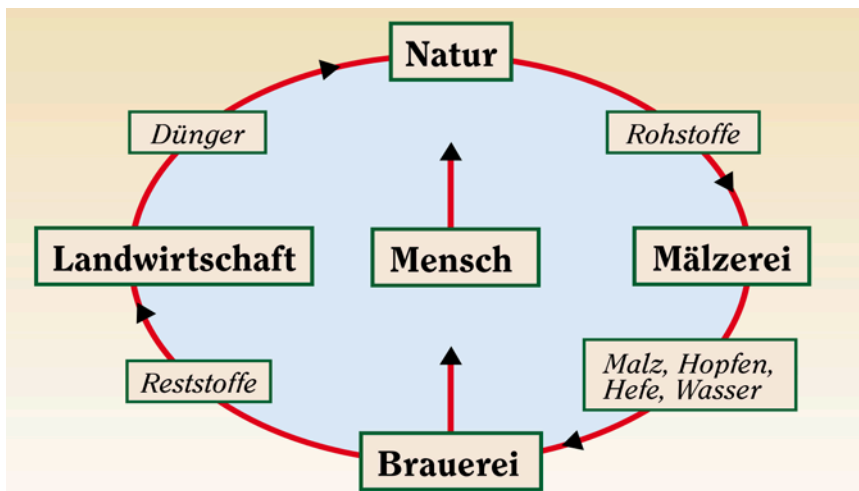 Natur
Dünger
Rohstoffe
Landwirtschaft
Mensch
Mälzerei
Reststoffe
Malz, Hopfen,
Hefe, Wasser
Brauerei